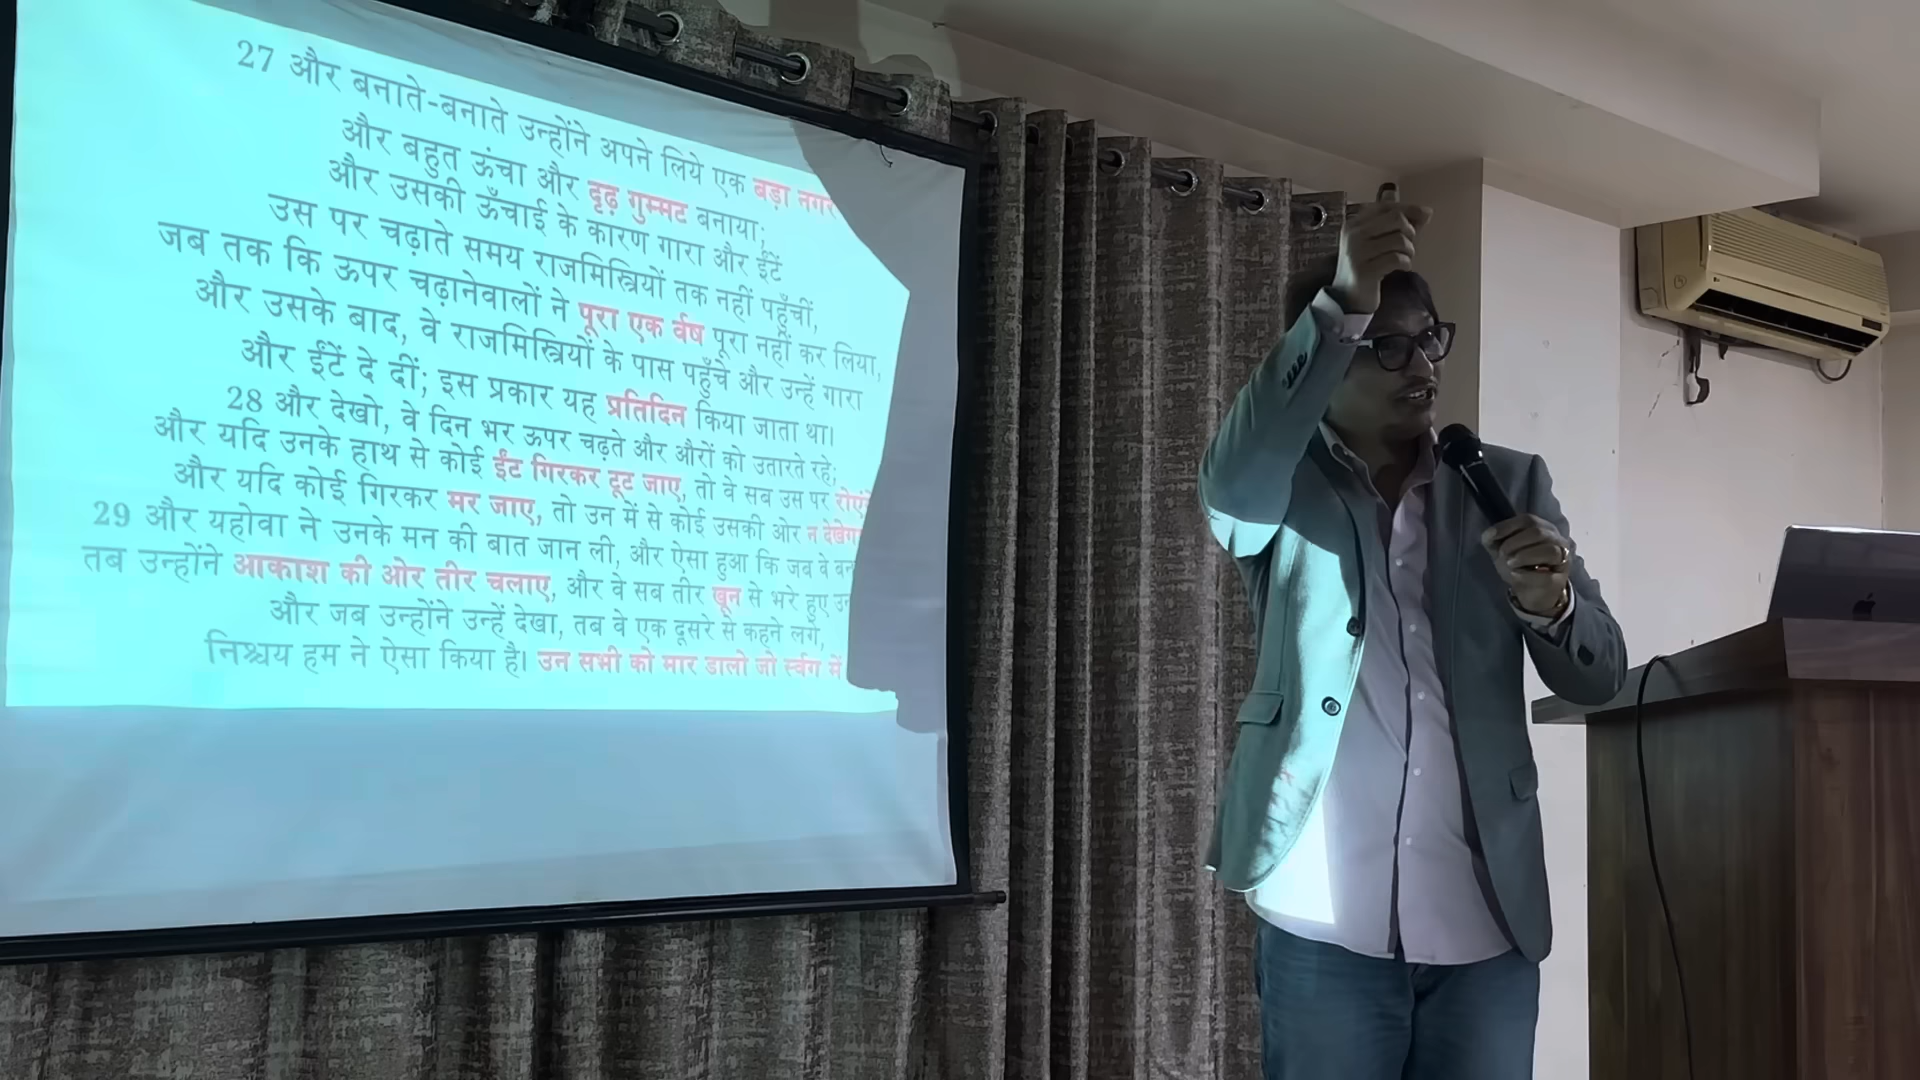 27 और बनाते-बनाते उन्होंने अपने लिये एक बड़ा नगर
और बहुत ऊंचा और दृढ़ गुम्मट बनाया;
और उसकी ऊँचाई के कारण गारा और ईंटें
उस पर चढ़ाते समय राजमिस्त्रियों तक नहीं पहुँचीं,
जब तक कि ऊपर चढ़ानेवालों ने पूरा एक र्वष पूरा नहीं कर लिया,
और उसके बाद, वे राजमिस्त्रियों के पास पहुँचे और उन्हें गारा
और ईंटें दे दीं; इस प्रकार यह प्रतिदिन किया जाता था।
28 और देखो, वे दिन भर ऊपर चढ़ते और औरों को उतारते रहे;
और यदि उनके हाथ से कोई ईंट गिरकर टूट जाए, तो वे सब उस पर
और यदि कोई गिरकर मर जाए, तो उन में से कोई उसकी ओर न
29 और यहोवा ने उनके मन की बात जान ली, और ऐसा हुआ कि जब वे
तब उन्होंने आकाश की ओर तीर चलाए, और वे सब तीर खून से भरे हुए
और जब उन्होंने उन्हें देखा, तब वे एक दूसरे से कहने लगे,
निश्चय हम ने ऐसा किया है। उन सभी को मार डालो जो र्स्वग में